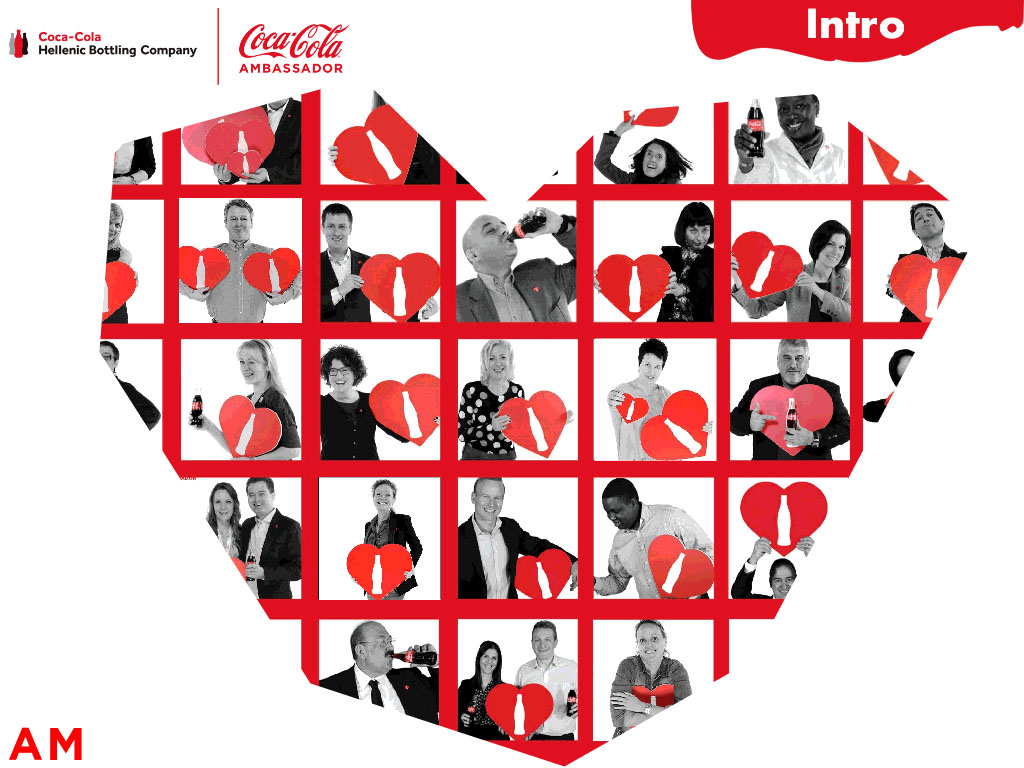 Coca-Cola
Hellenic Bottling Company
Coca-Cola
AMBASSADOR
Intro
AM